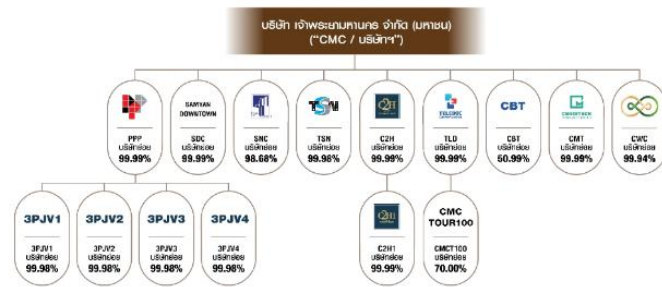 บริษัท เจ้าพระยามหานคร จำกัด (มหาชน)
("CMC / บริษัทฯ")
PPP
บริษัทย่อย
99.99%
SAMYAN
DOWNTOWN
SDC
บริษัทย่อย
99.99%
SNC
บริษัทย่อย
98.68%
TSN
TSN
บริษัทย่อย
99.98%
C2H
C2H
บริษัทย่อย
99.99%
TLD
บริษัทย่อย
99.99%
CBT
CBT
บริษัทย่อย
50.99%
CMT
บริษัทย่อย
99.99%
CWC
บริษัทย่อย
99.94%
3PJV1
3PJV1
บริษัทย่อย
99.98%
3PJV2
3PJV2
บริษัทย่อย
99.98%
3PJV3
3PJV3
บริษัทย่อย
99.98%
3PJV4
3PJV4
บริษัทย่อย
99.98%
C2H1
C2H1
บริษัทย่อย
99.99%
CMC
TOUR100
CMCT100
บริษัทย่อย
70.00%